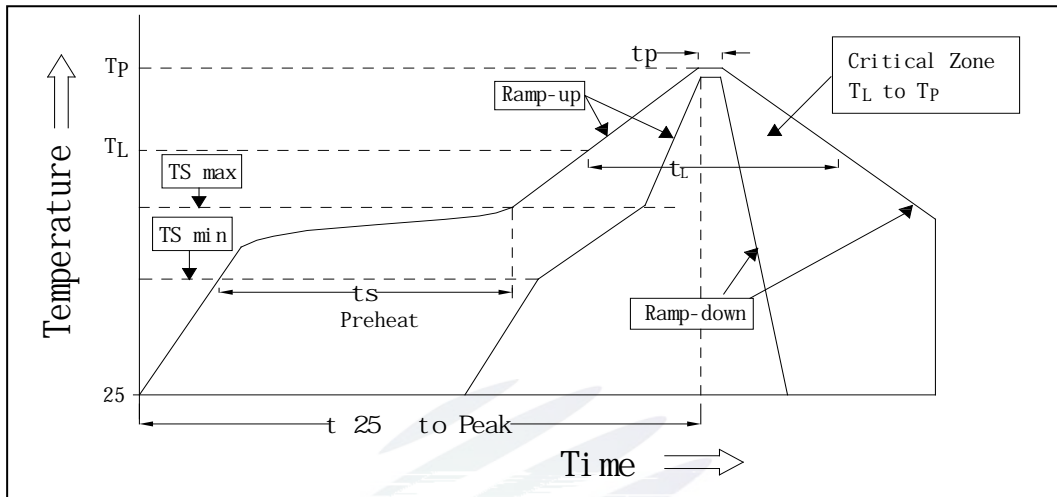 tp
TP
Critical Zone
TL to TP
Ramp-up
TL
TS max
tL
TS min
ts
Preheat
Ramp-down
Temperature
25
t 25 to Peak
Time